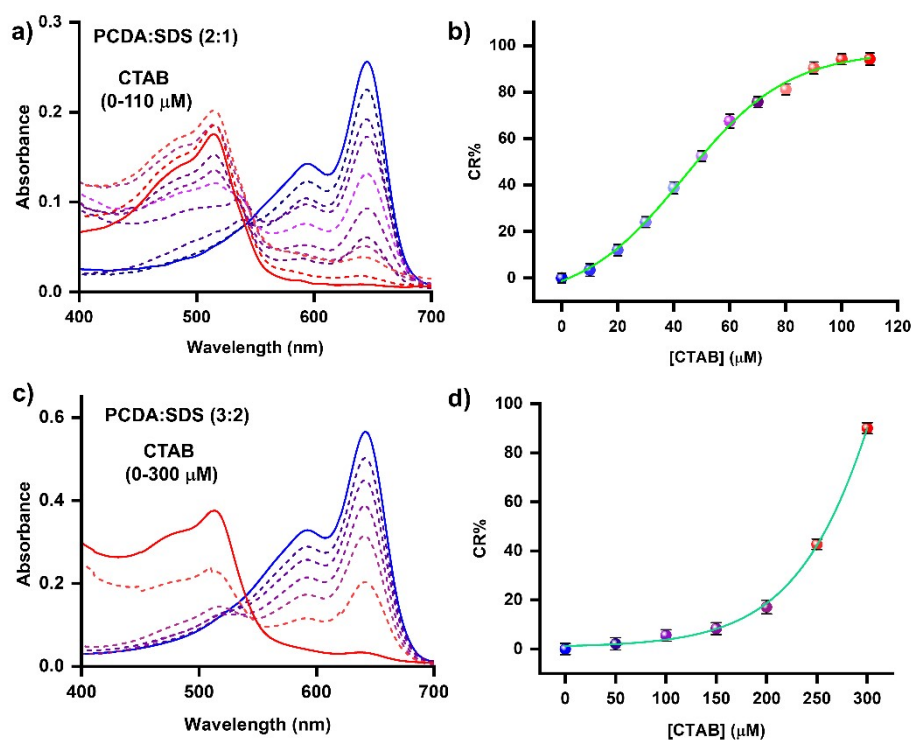 a)
PCDA:SDS (2:1)
CTAB
(0-110 μM)
Absorbance
0.3
0.2
0.1
0.0
400 500 600 700
Wavelength (nm)
b)
CR%
100
80
60
40
20
0
0 20 40 60 80 100 120
[CTAB] (μM)
c)
PCDA:SDS (3:2)
CTAB
(0-300 μM)
Absorbance
0.6
0.4
0.2
0.0
400 500 600 700
Wavelength (nm)
d)
CR%
100
80
60
40
20
0
0 50 100 150 200 250 300
[CTAB] (μM)